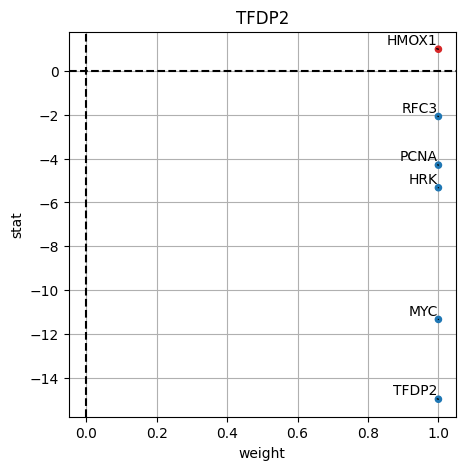 TFDP2
HMOX1
0
RFC3
−2
PCNA
−4
HRK
−6
−8
stat
−10
MYC
−12
TFDP2
−14
0.0 0.2 0.4 0.6 0.8 1.0
weight